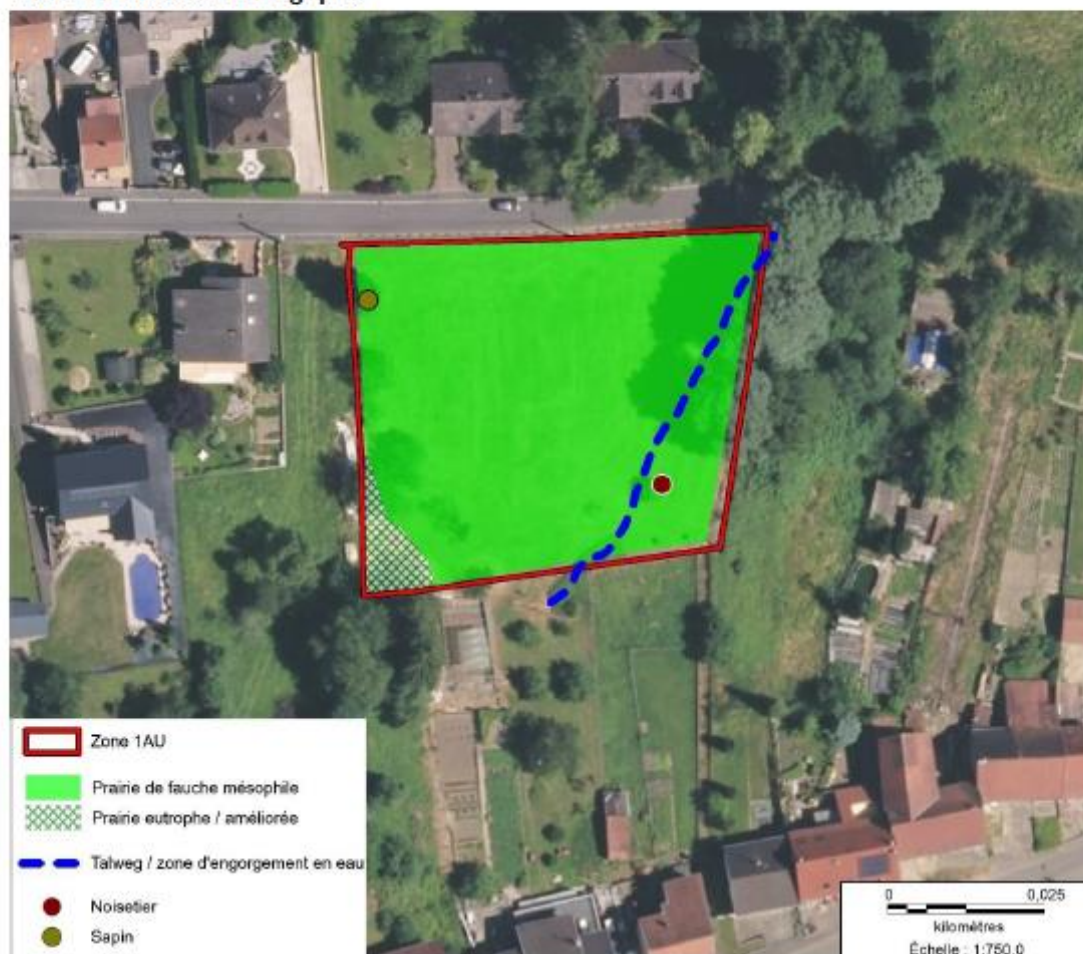 Zone 1AU
Prairie de fauche mésophile
Prairie eutrophe / améliorée
Talweg / zone d'engorgement en eau
Noisetier
Sapin
0 0,025
kilomètres
Échelle : 1:750,0